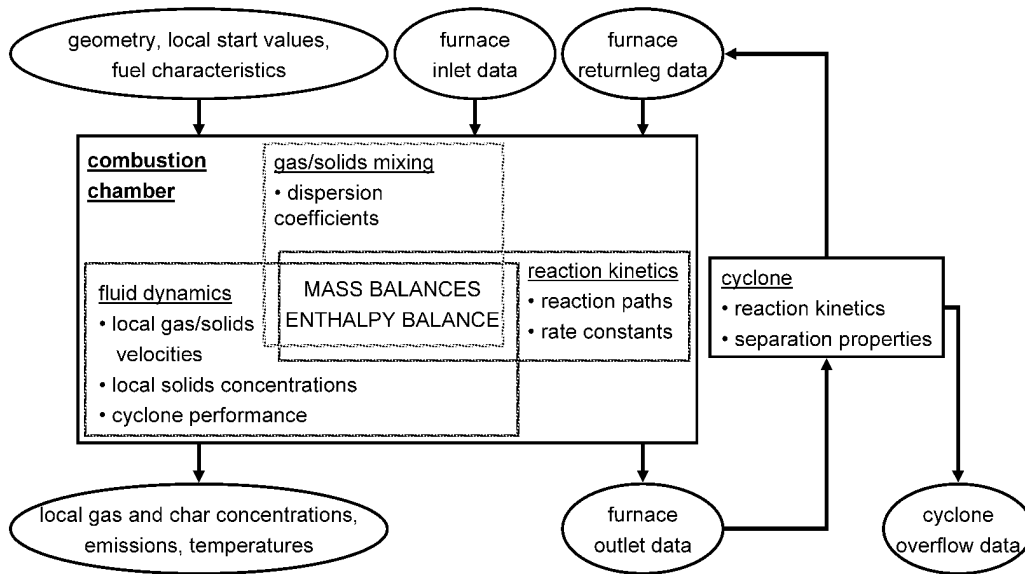 geometry, local start values,
fuel characteristics
furnace
inlet data
furnace
returnleg data
combustion
chamber
gas/solids mixing
• dispersion
coefficients
fluid dynamics
• local gas/solids
velocities
• local solids concentrations
• cyclone performance
MASS BALANCES
ENTHALPY BALANCE
reaction kinetics
• reaction paths
• rate constants
cyclone
• reaction kinetics
• separation properties
local gas and char concentrations,
emissions, temperatures
furnace
outlet data
cyclone
overflow data